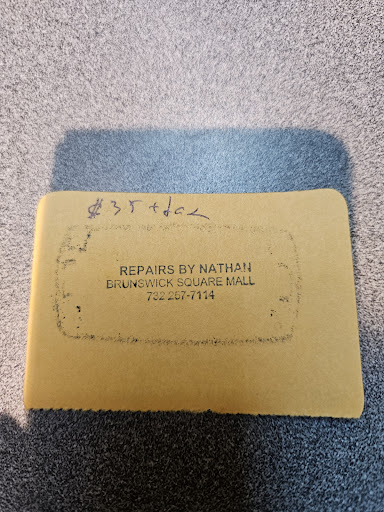 $35 + tax
REPAIRS BY NATHAN
BRUNSWICK SQUARE MALL
732 257-7114